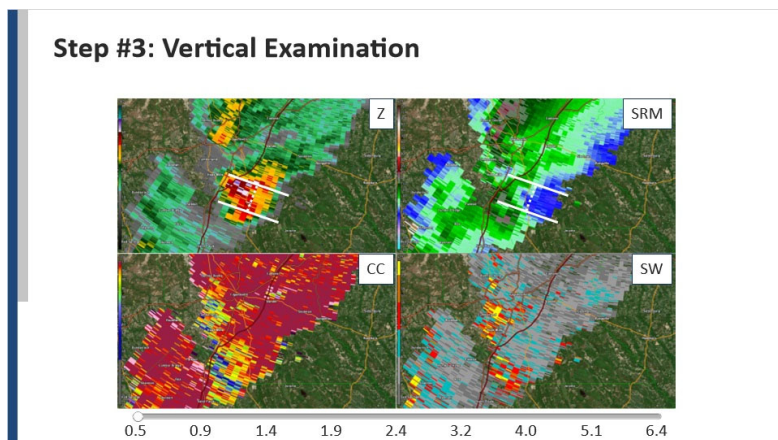 Step #3: Vertical Examination
Z
SRM
CC
SW
0.5 0.9 1.4 1.9 2.4 3.2 4.0 5.1 6.4